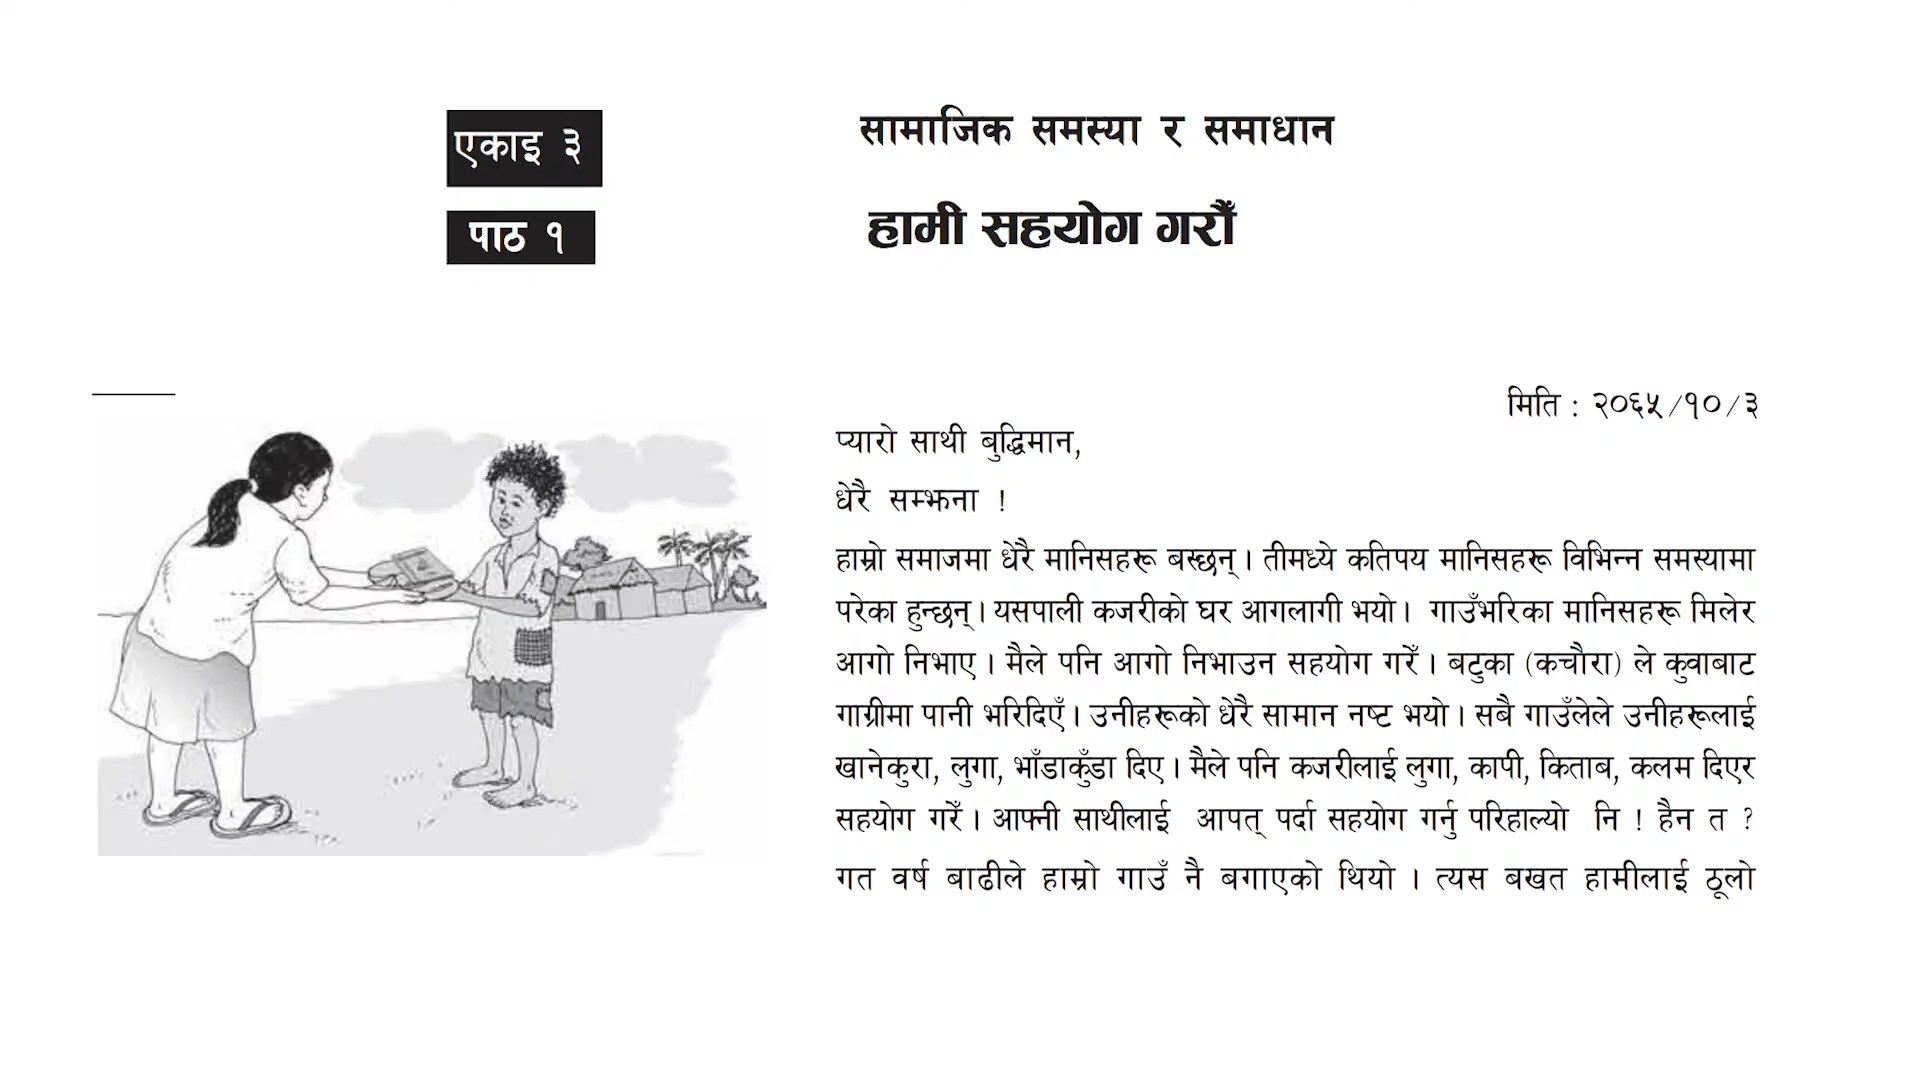 एकाइ ३
सामाजिक समस्या र समाधान
पाठ १
हामी सहयोग गरौँ
मिति : २०६५/१०/३
प्यारो साथी बुद्धिमान,
धेरै सम्झना !
हाम्रो समाजमा धेरै मानिसहरू बस्छन् । तीमध्ये कतिपय मानिसहरू विभिन्न समस्यामा
परेका हुन्छन् । यसपाली कजरीको घर आगलागी भयो । गाउँभरिका मानिसहरू मिलेर
आगो निभाए । मैले पनि आगो निभाउन सहयोग गरेँ । बटुका (कचौरा) ले कुवाबाट
गाग्रीमा पानी भरिदिएँ । उनीहरूको धेरै सामान नष्ट भयो । सबै गाउँलेले उनीहरूलाई
खानेकुरा, लुगा, भाँडाकुँडा दिए । मैले पनि कजरीलाई लुगा, कापी, किताब, कलम दिएर
सहयोग गरेँ । आफ्नी साथीलाई आपत् पर्दा सहयोग गर्नु परिहाल्यो नि ! हैन त ?
गत वर्ष बाढीले हाम्रो गाउँ नै बगाएको थियो । त्यस बखत हामीलाई ठूलो